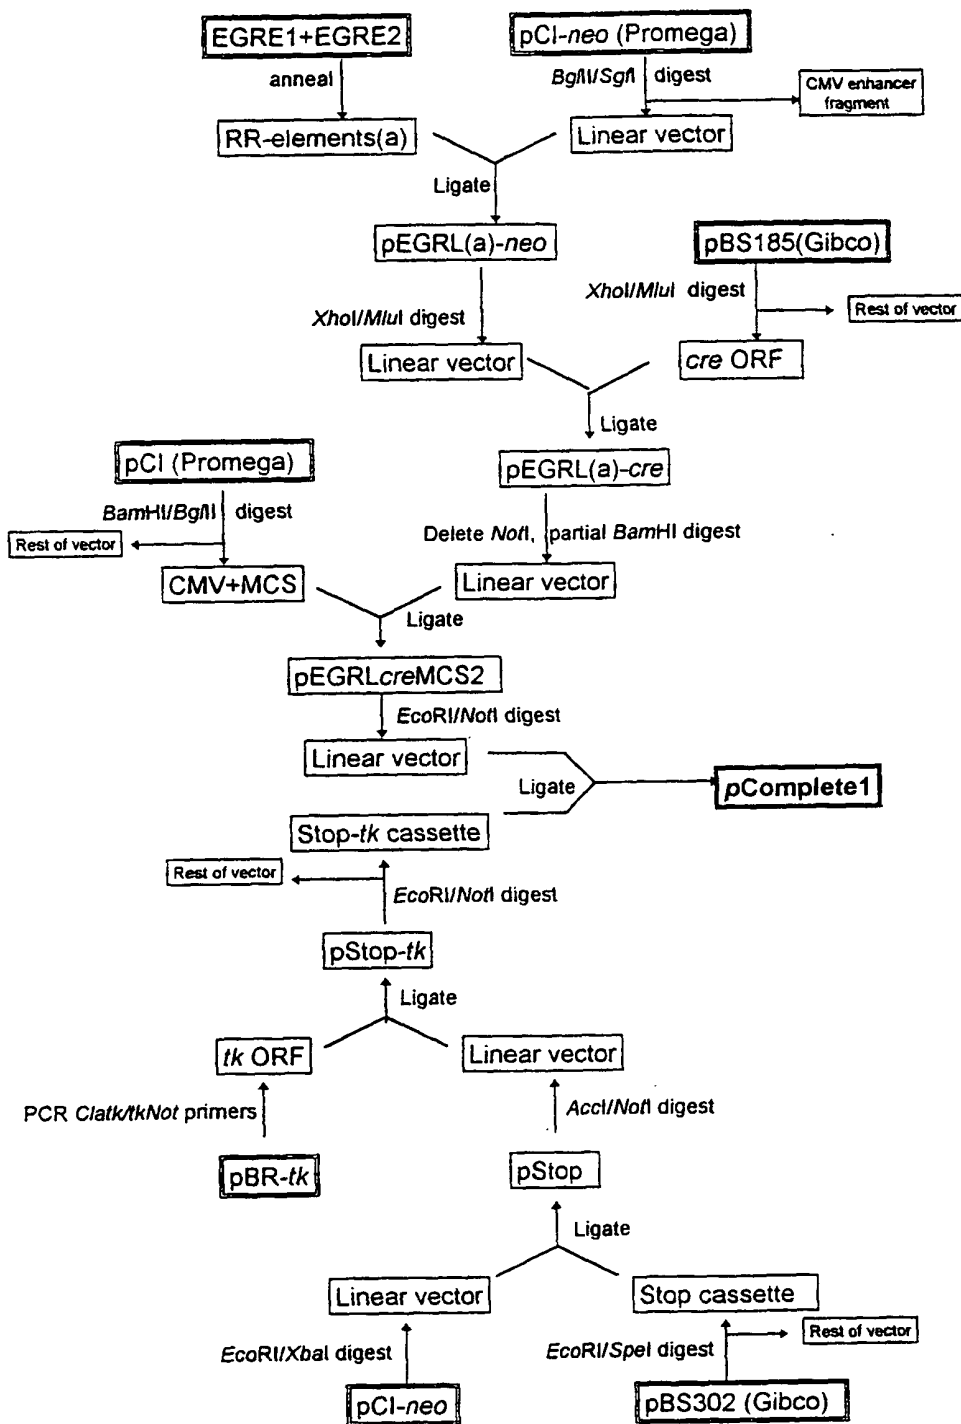 EGRE1+EGRE2
pCI-neo (Promega)
anneal
BglII/SgfI digest
CMV enhancer
fragment
RR-elements(a)
Linear vector
Ligate
pEGRL(a)-neo
pBS185(Gibco)
XhoI/MluI digest
XhoI/MluI digest
Rest of vector
Linear vector
cre ORF
Ligate
pCI (Promega)
pEGRL(a)-cre
BamHI/BglII digest
Rest of vector
Delete NotI, partial BamHI digest
CMV+MCS
Linear vector
Ligate
pEGRLcreMCS2
EcoRI/NotI digest
Linear vector
Ligate
pComplete1
Stop-tk cassette
Rest of vector
EcoRI/NotI digest
pStop-tk
Ligate
tk ORF
Linear vector
PCR Clatk/tkNot primers
AccI/NotI digest
pBR-tk
pStop
Ligate
Linear vector
Stop cassette
EcoRI/XbaI digest
EcoRI/SpeI digest
Rest of vector
pCI-neo
pBS302 (Gibco)